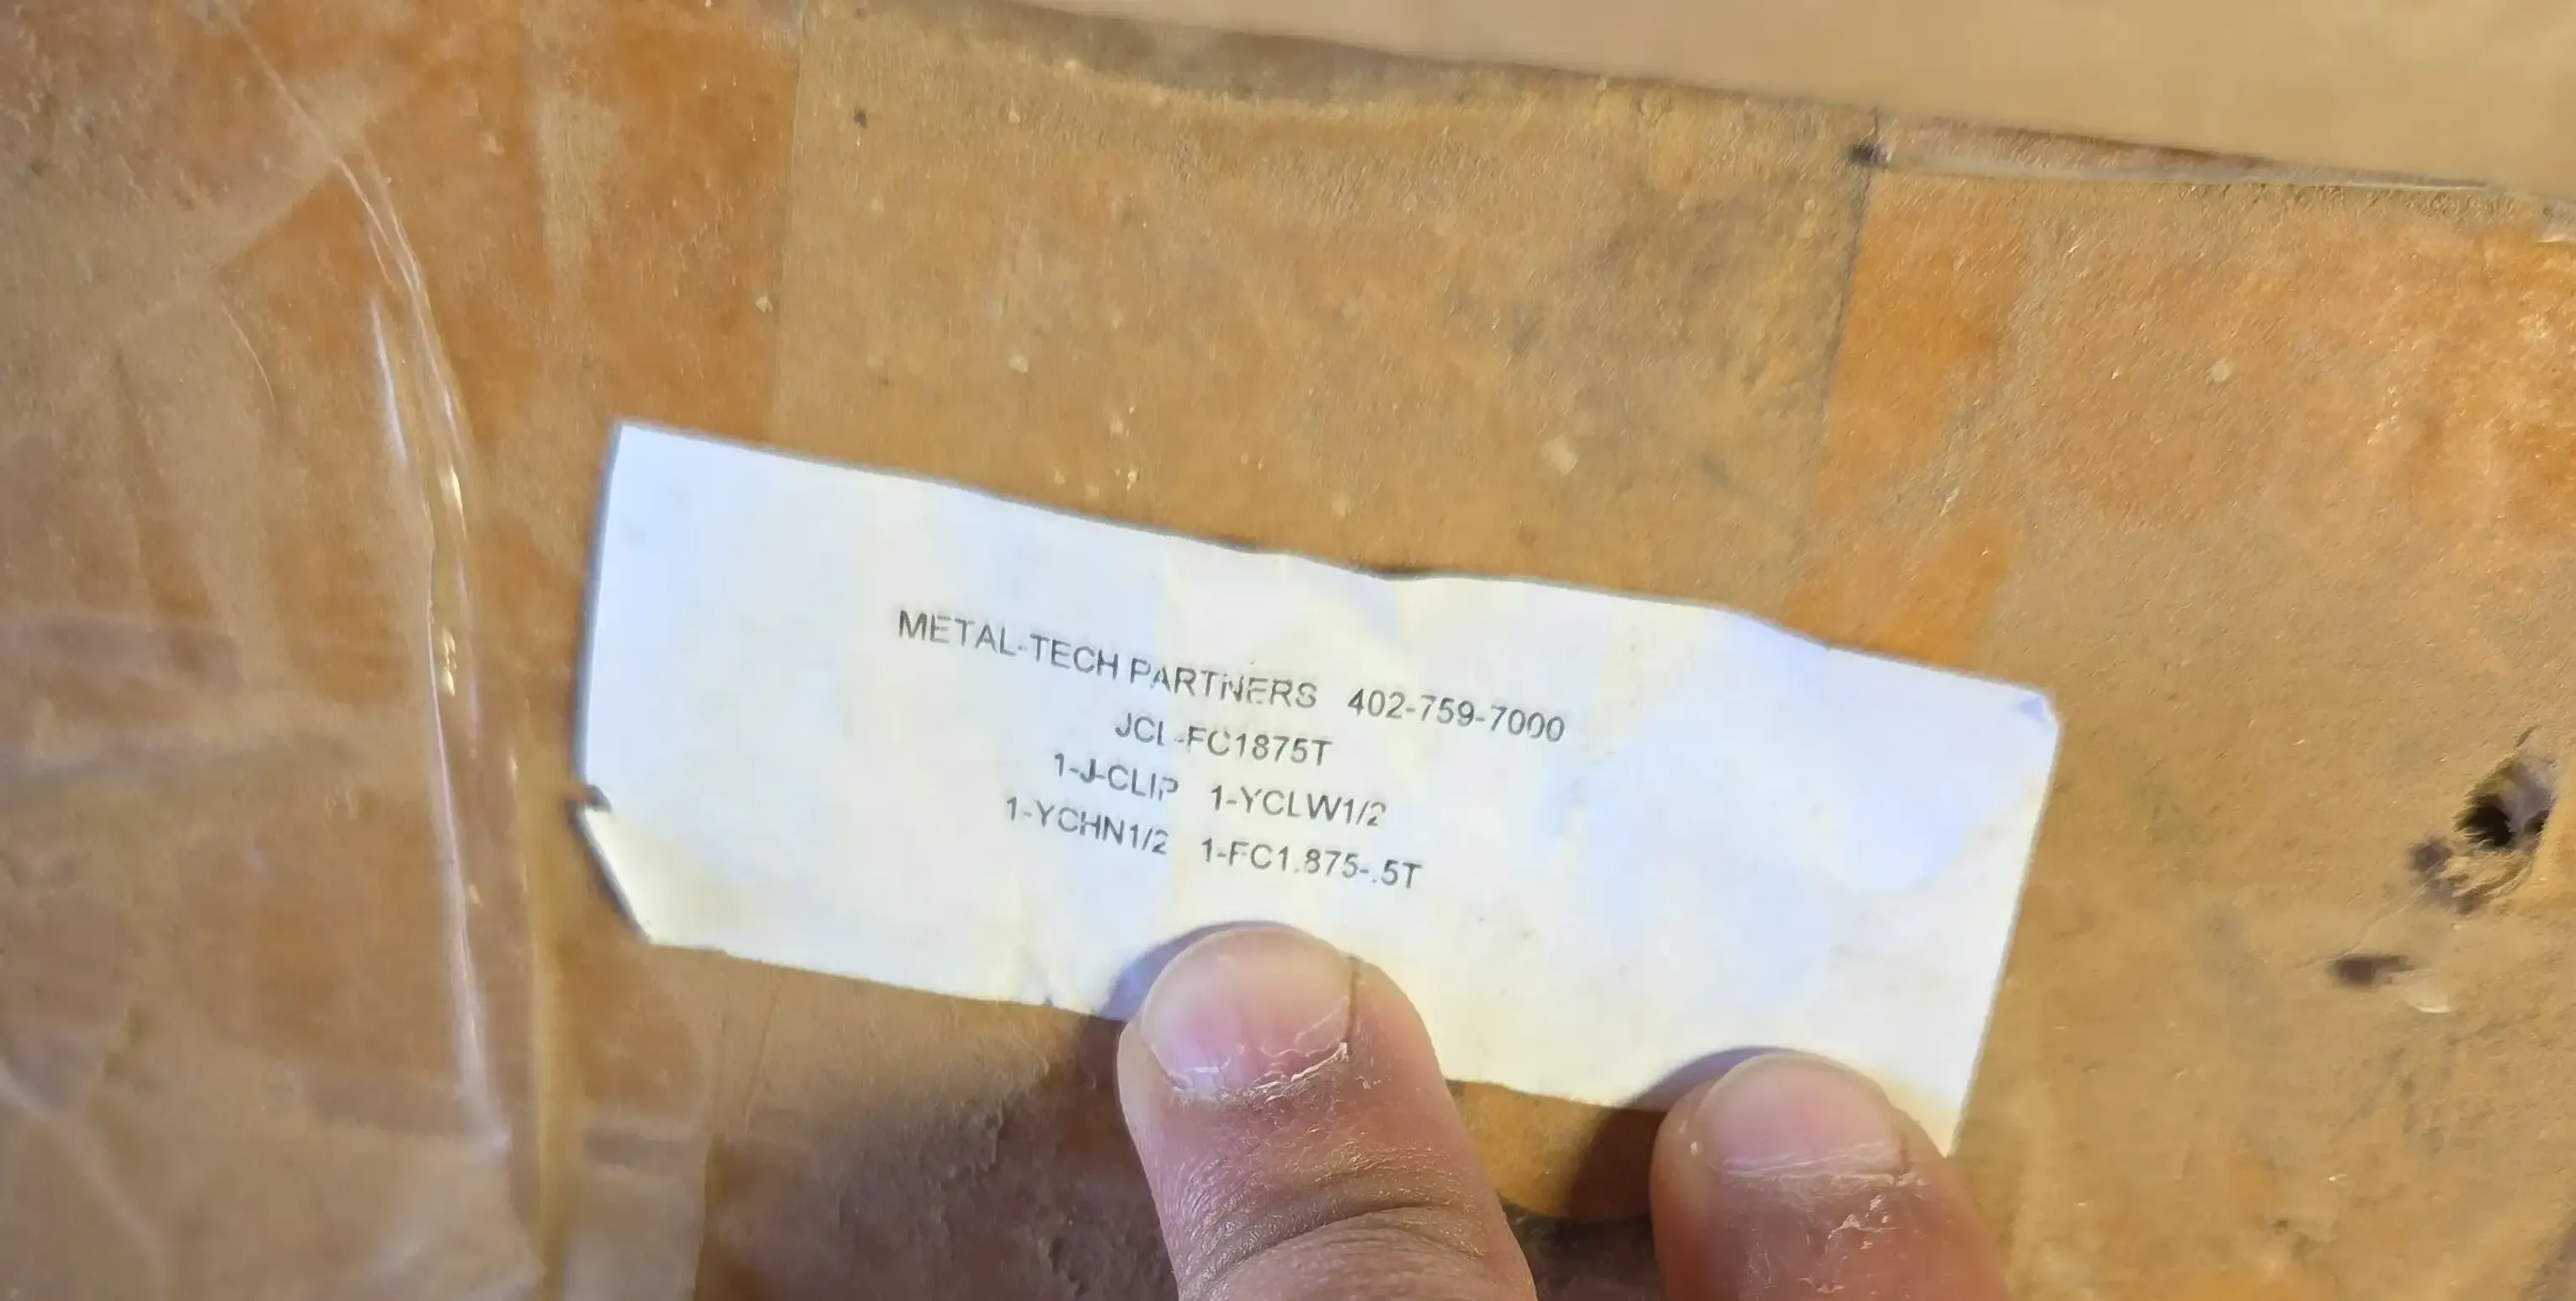 METAL-TECH PARTNERS 402-759-7000
JCL-FC1875T
1-J-CLIP 1-YCLW1/2
1-YCHN1/2 1-FC1.875-.5T